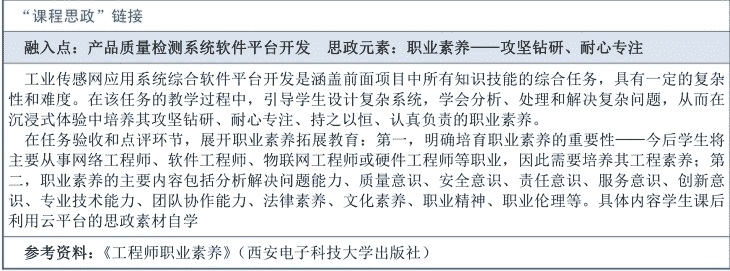 “课程思政”链接
融入点：产品质量检测系统软件平台开发 思政元素：职业素养——攻坚钻研、耐心专注
工业传感网应用系统综合软件平台开发是涵盖前面项目中所有知识技能的综合任务，具有一定的复杂
性和难度。在该任务的教学过程中，引导学生设计复杂系统，学会分析、处理和解决复杂问题，从而在
沉浸式体验中培养其攻坚钻研、耐心专注、持之以恒、认真负责的职业素养。
在任务验收和点评环节，展开职业素养拓展教育：第一，明确培育职业素养的重要性——今后学生将
主要从事网络工程师、软件工程师、物联网工程师或硬件工程师等职业，因此需要培养其工程素养；第
二，职业素养的主要内容包括分析解决问题能力、质量意识、安全意识、责任意识、服务意识、创新意
识、专业技术能力、团队协作能力、法律素养、文化素养、职业精神、职业伦理等。具体内容学生课后
利用云平台的思政素材自学
参考资料：《工程师职业素养》（西安电子科技大学出版社）